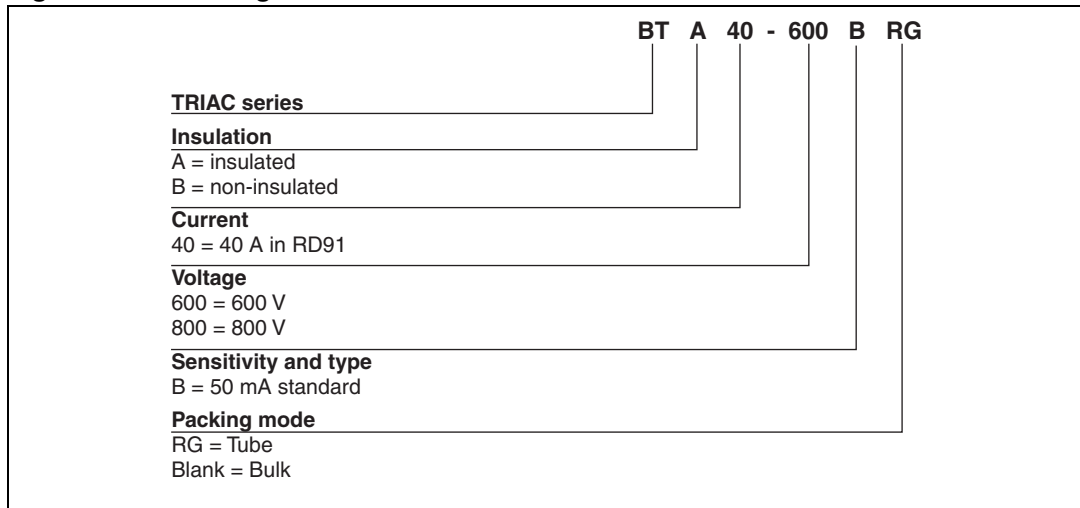 BT A 40 - 600 B RG
TRIAC series
Insulation
A = insulated
B = non-insulated
Current
40 = 40 A in RD91
Voltage
600 = 600 V
800 = 800 V
Sensitivity and type
B = 50 mA standard
Packing mode
RG = Tube
Blank = Bulk